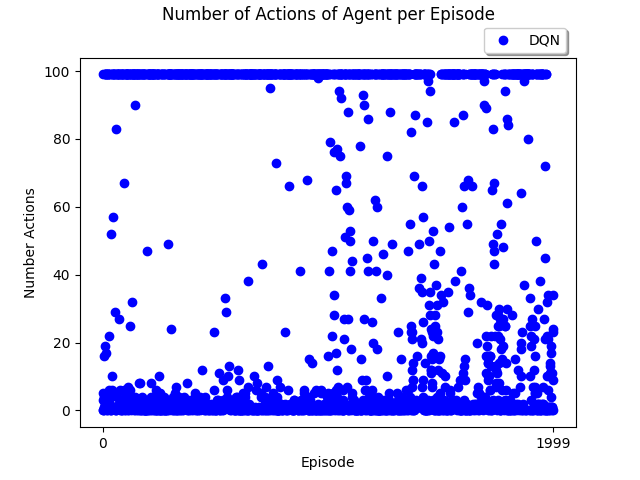 Number of Actions of Agent per Episode
DQN
100
80
60
40
20
0
Number Actions
0 1999
Episode